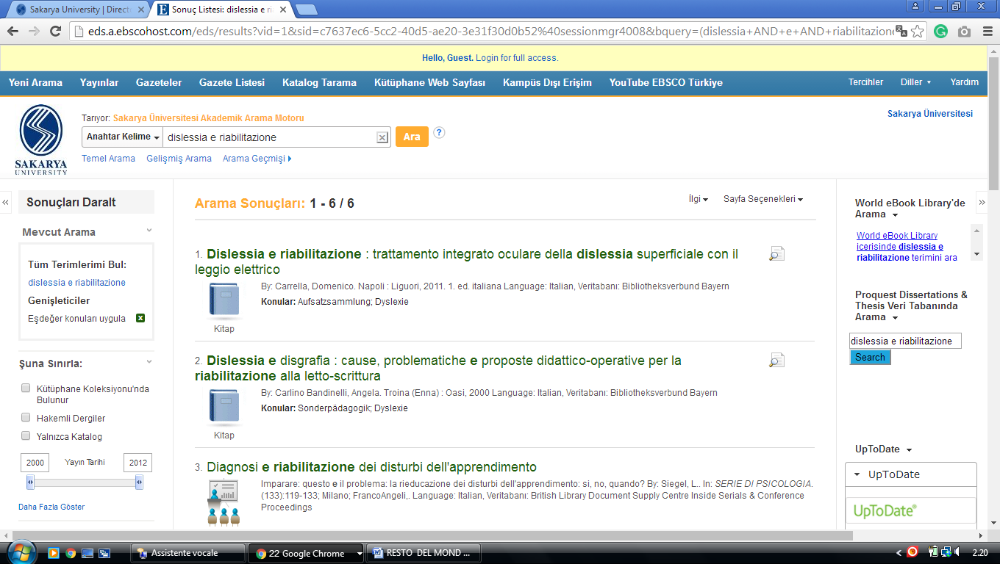 Sakarya University | Direct
Sonuç Listesi: dislessia e ri
eds.a.ebscohost.com/eds/results?vid=1&sid=c7637ec6-5cc2-40d5-ae20-3e31f30d0b52%40sessionmgr4008&bquery=(dislessia+AND+e+AND+riabilitazione
Hello, Guest. Login for full access.
Yeni Arama Yayınlar Gazeteler Gazete Listesi Katalog Tarama Kütüphane Web Sayfası Kampüs Dışı Erişim YouTube EBSCO Türkiye Tercihler Diller Yardım
Tarıyor: Sakarya Üniversitesi Akademik Arama Motoru
Sakarya Üniversitesi
Anahtar Kelime dislessia e riabilitazione Ara ?
Temel Arama Gelişmiş Arama Arama Geçmişi
SAKARYA
UNIVERSITY
Sonuçları Daralt
Mevcut Arama
Tüm Terimlerimi Bul:
dislessia e riabilitazione
Genişleticiler
Eşdeğer konuları uygula
Şuna Sınırla:
Kütüphane Koleksiyonu'nda
Bulunur
Hakemli Dergiler
Yalnızca Katalog
2000 Yayın Tarihi 2012
Daha Fazla Göster
Arama Sonuçları: 1 - 6 / 6
İlgi Sayfa Seçenekleri
1. Dislessia e riabilitazione : trattamento integrato oculare della dislessia superficiale con il
leggio elettrico
By: Carrella, Domenico. Napoli : Liguori, 2011. 1. ed. italiana Language: Italian, Veritabanı: Bibliotheksverbund Bayern
Konular: Aufsatzsammlung; Dyslexie
Kitap
2. Dislessia e disgrafia : cause, problematiche e proposte didattico-operative per la
riabilitazione alla letto-scrittura
By: Carlino Bandinelli, Angela. Troina (Enna) : Oasi, 2000 Language: Italian, Veritabanı: Bibliotheksverbund Bayern
Konular: Sonderpädagogik; Dyslexie
Kitap
3. Diagnosi e riabilitazione dei disturbi dell'apprendimento
Imparare: questo e il problema: la rieducazione dei disturbi dell'apprendimento: si, no, quando? By: Siegel, L.. In: SERIE DI PSICOLOGIA.
(133):119-133; Milano; FrancoAngeli,. Language: Italian, Veritabanı: British Library Document Supply Centre Inside Serials & Conference
Proceedings
World eBook Library'de
Arama
World eBook Library
icerisinde dislessia e
riabilitazione terimini ara
Proquest Dissertations &
Thesis Veri Tabanında
Arama
dislessia e riabilitazione
Search
UpToDate
UpToDate
UpToDate®
Assistente vocale 22 Google Chrome RESTO DEL MOND ... 2.20